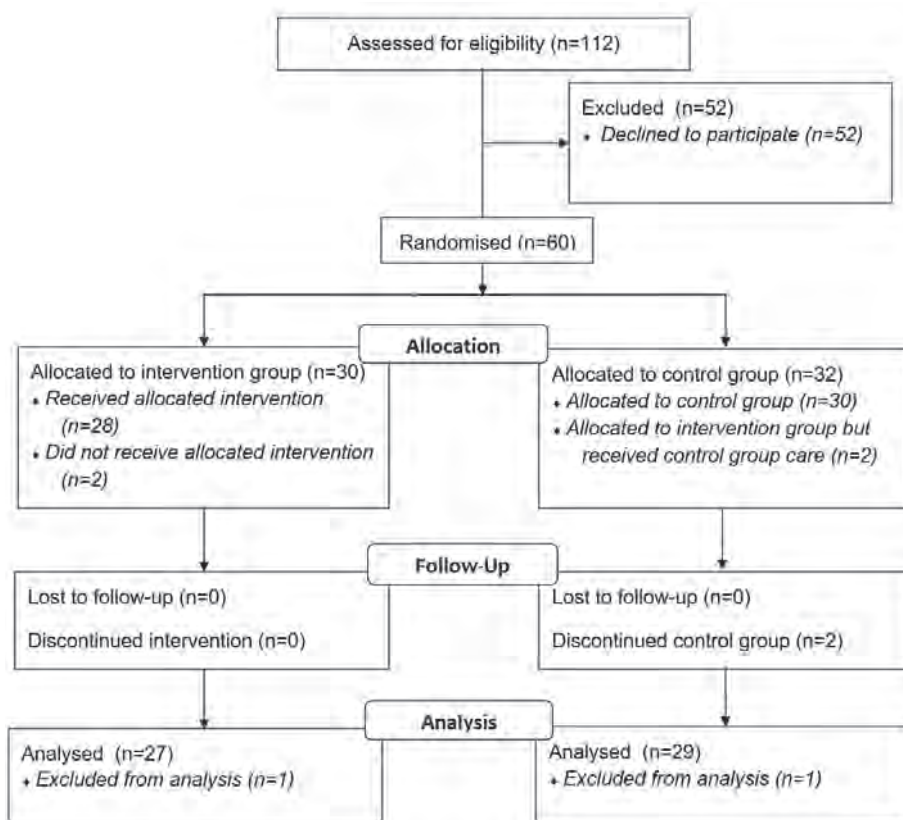 Assessed for eligibility (n=112)
Excluded (n=52)
• Declined to participate (n=52)
Randomised (n=60)
Allocation
Allocated to intervention group (n=30)
• Received allocated intervention
(n=28)
• Did not receive allocated intervention
(n=2)
Allocated to control group (n=32)
• Allocated to control group (n=30)
• Allocated to intervention group but
received control group care (n=2)
Follow-Up
Lost to follow-up (n=0)
Discontinued intervention (n=0)
Lost to follow-up (n=0)
Discontinued control group (n=2)
Analysis
Analysed (n=27)
• Excluded from analysis (n=1)
Analysed (n=29)
• Excluded from analysis (n=1)